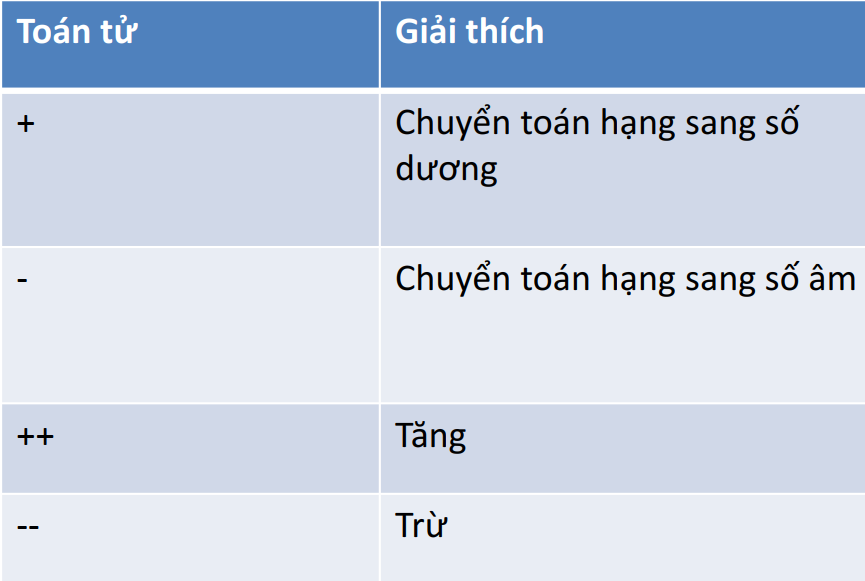 Toán tử
Giải thích
+
Chuyển toán hạng sang số
dương
-
Chuyển toán hạng sang số âm
++
Tăng
--
Trừ